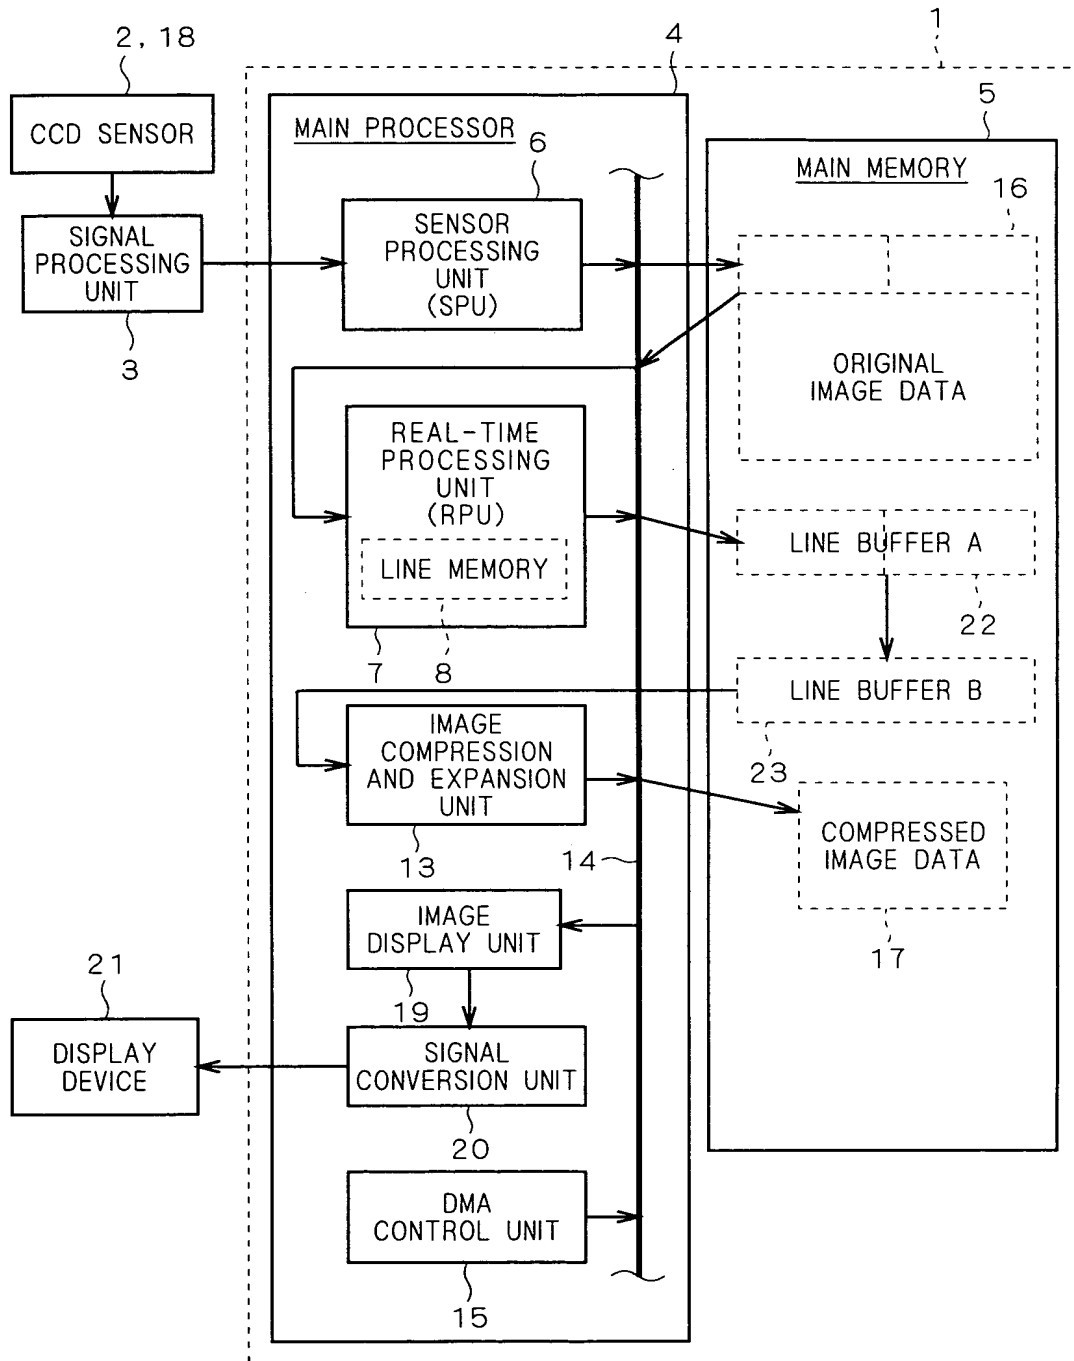 1
2, 18
4
CCD SENSOR
5
MAIN PROCESSOR
6
MAIN MEMORY
16
SIGNAL
PROCESSING
UNIT
3
SENSOR
PROCESSING
UNIT
(SPU)
ORIGINAL
IMAGE DATA
REAL-TIME
PROCESSING
UNIT
(RPU)
LINE MEMORY
7
8
LINE BUFFER A
22
LINE BUFFER B
23
IMAGE
COMPRESSION
AND EXPANSION
UNIT
13
14
COMPRESSED
IMAGE DATA
17
IMAGE
DISPLAY UNIT
19
21
DISPLAY
DEVICE
SIGNAL
CONVERSION UNIT
20
DMA
CONTROL UNIT
15